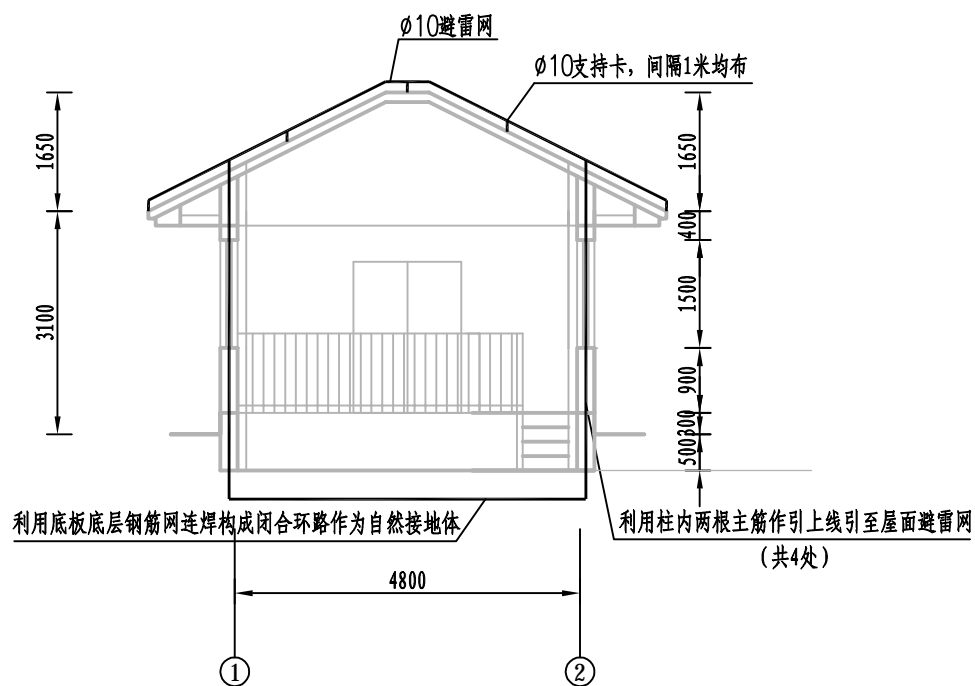 ø10避雷网
ø10支持卡，间隔1米均布
1650
1650
400
3100
1500
900
300
500
利用底板底层钢筋网连焊构成闭合环路作为自然接地体
利用柱内两根主筋作引上线引至屋面避雷网
（共4处）
4800
1
2